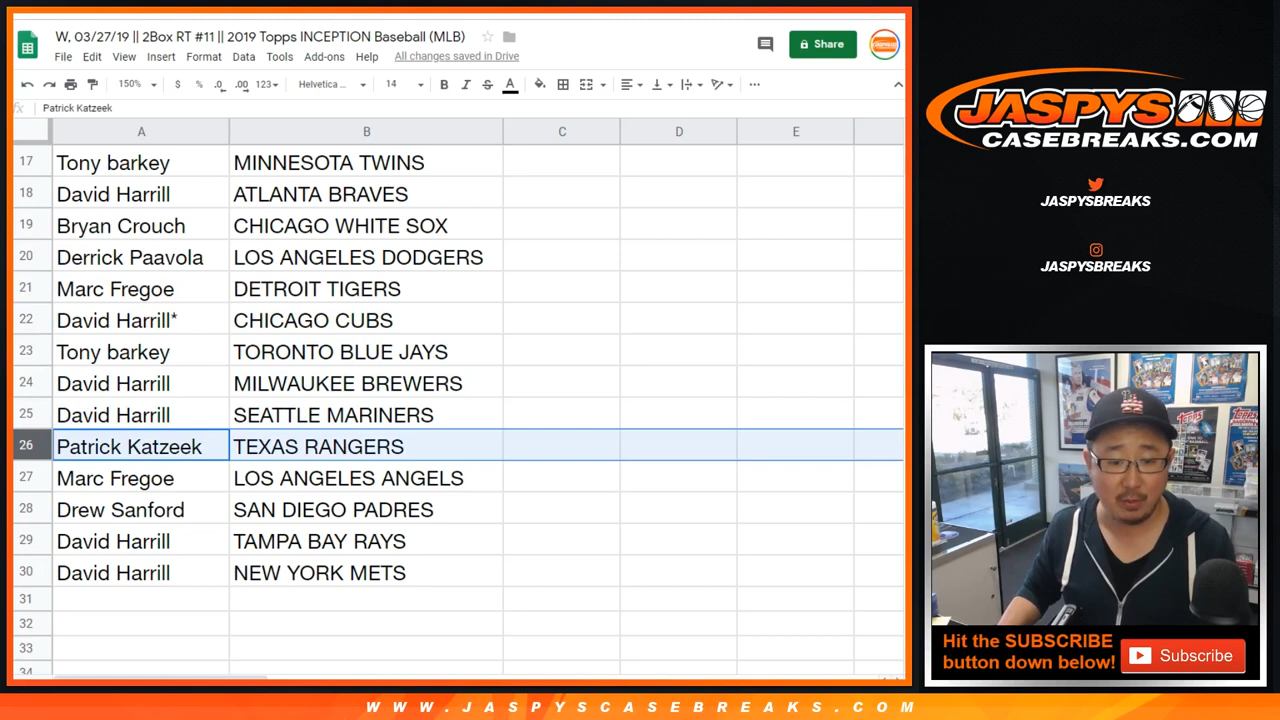 W, 03/27/19 || 2Box RT #11 || 2019 Topps INCEPTION Baseball (MLB)
File Edit View Insert Format Data Tools Add-ons Help All changes saved in Drive
Share
150% $ % .0 .00 123 Helvetica ... 14 B I S A
fx Patrick Katzeek
A B C D E
17 Tony barkey MINNESOTA TWINS
18 David Harrill ATLANTA BRAVES
19 Bryan Crouch CHICAGO WHITE SOX
20 Derrick Paavola LOS ANGELES DODGERS
21 Marc Fregoe DETROIT TIGERS
22 David Harrill* CHICAGO CUBS
23 Tony barkey TORONTO BLUE JAYS
24 David Harrill MILWAUKEE BREWERS
25 David Harrill SEATTLE MARINERS
26 Patrick Katzeek TEXAS RANGERS
27 Marc Fregoe LOS ANGELES ANGELS
28 Drew Sanford SAN DIEGO PADRES
29 David Harrill TAMPA BAY RAYS
30 David Harrill NEW YORK METS
31
32
33
34
JASPYS
CASEBREAKS.COM
JASPYSBREAKS
JASPYSBREAKS
TOPPS
Hit the SUBSCRIBE
button down below!
Subscribe
WWW.JASPYSCASEBREAKS.COM